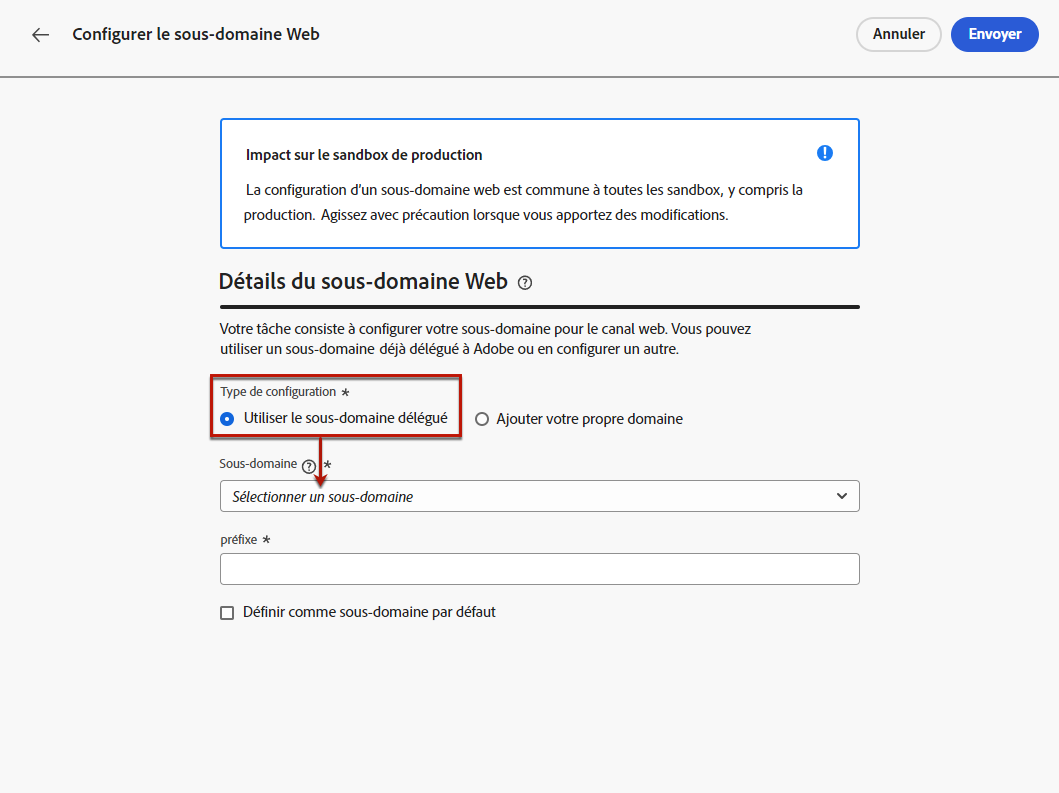 Configurer le sous-domaine Web
Annuler
Envoyer
Impact sur le sandbox de production
La configuration d'un sous-domaine web est commune à toutes les sandbox, y compris la
production. Agissez avec précaution lorsque vous apportez des modifications.
Détails du sous-domaine Web
Votre tâche consiste à configurer votre sous-domaine pour le canal web. Vous pouvez
utiliser un sous-domaine déjà délégué à Adobe ou en configurer un autre.
Type de configuration *
Utiliser le sous-domaine délégué
Ajouter votre propre domaine
Sous-domaine *
Sélectionner un sous-domaine
préfixe *
Définir comme sous-domaine par défaut